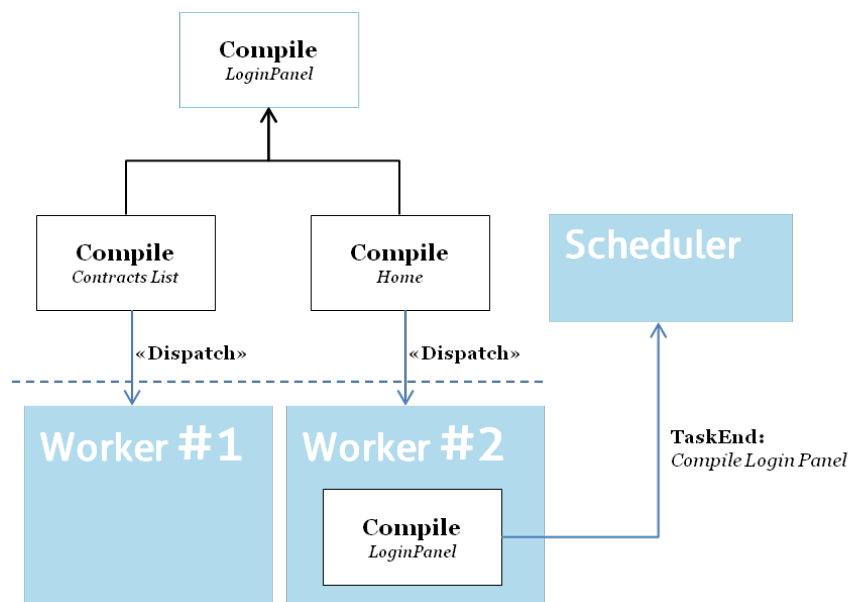 Compile
LoginPanel
Compile
Contracts List
Compile
Home
Scheduler
«Dispatch»
«Dispatch»
Worker #1
Worker #2
TaskEnd:
Compile Login Panel
Compile
LoginPanel